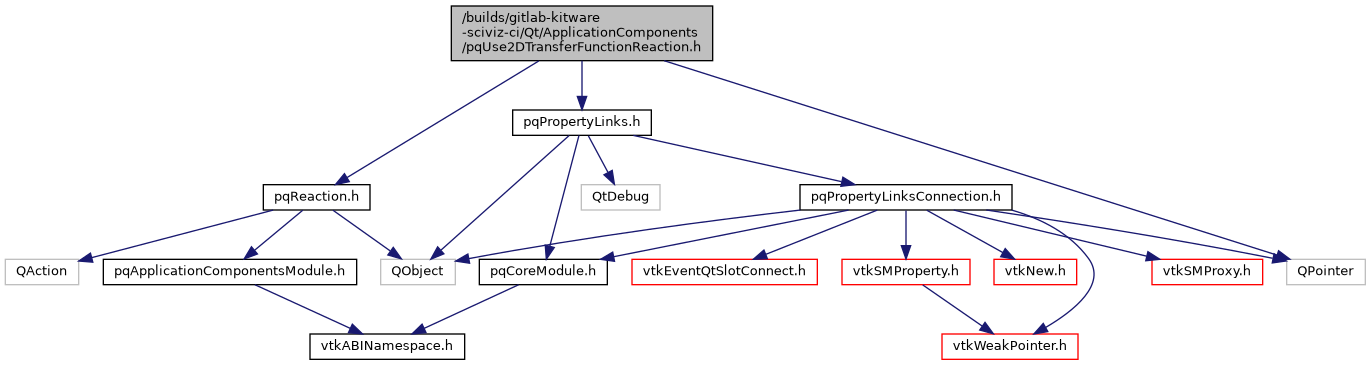 /builds/gitlab-kitware
-sciviz-ci/Qt/ApplicationComponents
/pqUse2DTransferFunctionReaction.h
pqPropertyLinks.h
pqReaction.h
QtDebug
pqPropertyLinksConnection.h
QAction
pqApplicationComponentsModule.h
QObject
pqCoreModule.h
vtkEventQtSlotConnect.h
vtkSMProperty.h
vtkNew.h
vtkSMProxy.h
QPointer
vtkABINamespace.h
vtkWeakPointer.h